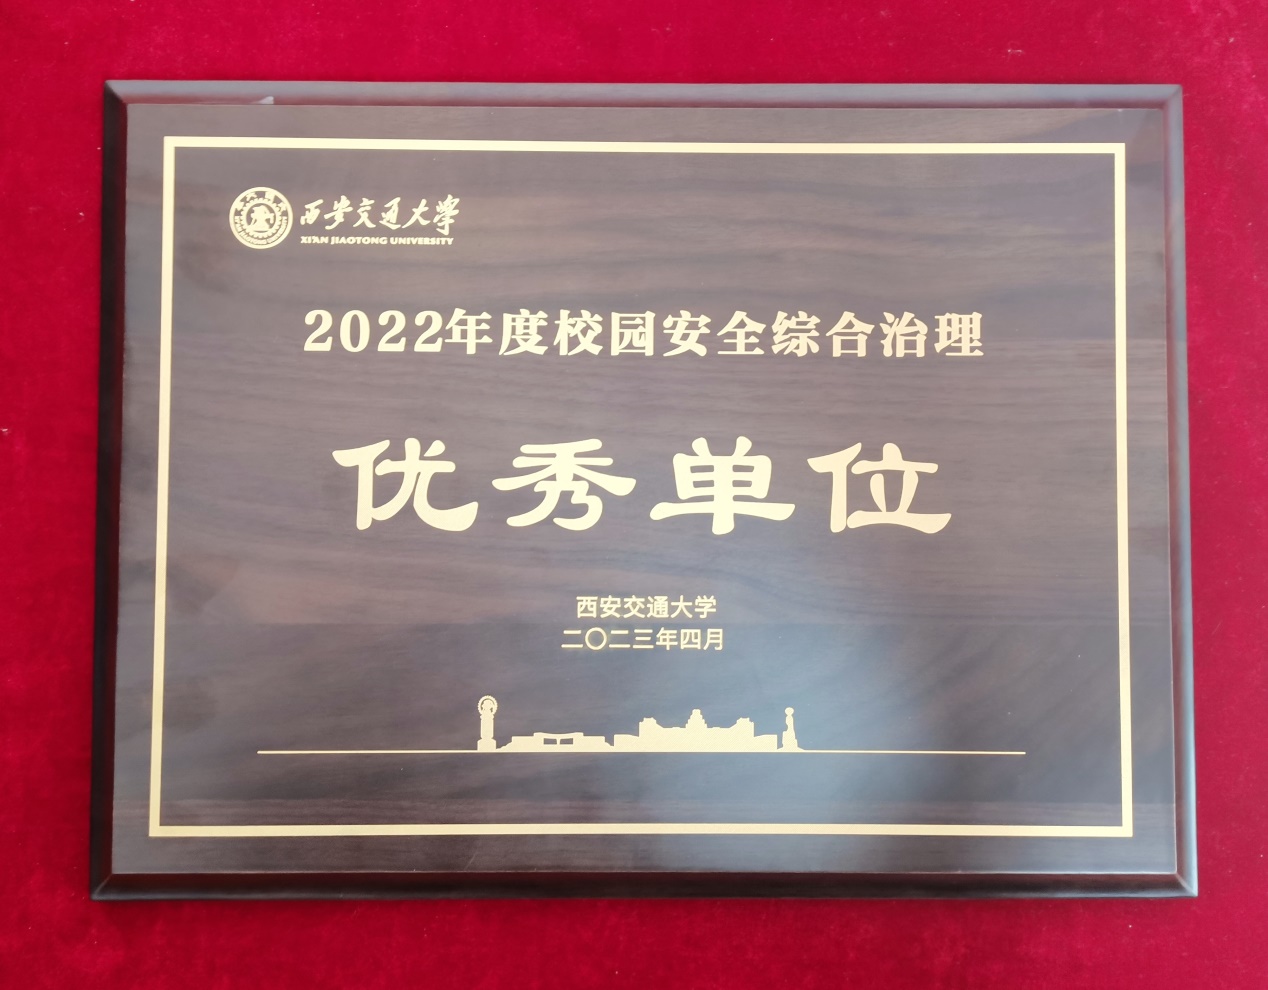 西安交通大学
XI'AN JIAOTONG UNIVERSITY
2022年度校园安全综合治理
优秀单位
西安交通大学
二〇二三年四月